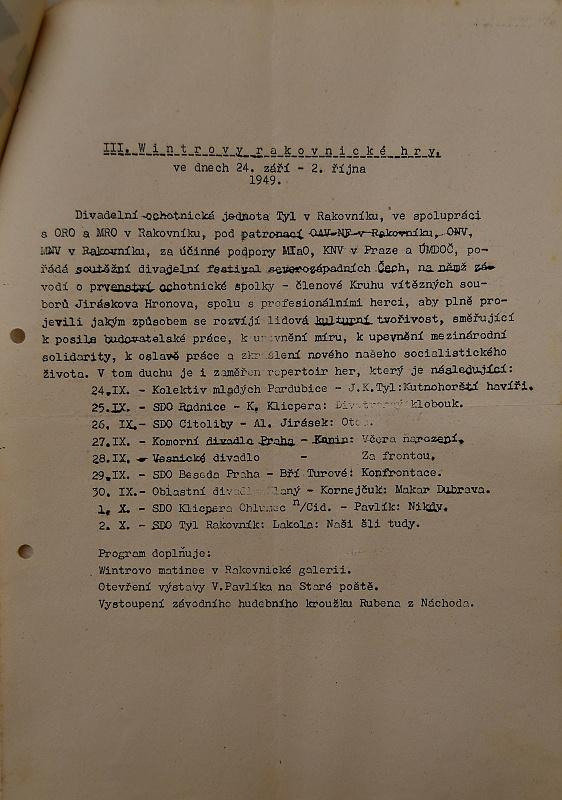 III. Wintrovy rakovnické hry.
ve dnech 24. září - 2. října
1949.
Divadelní ochotnická jednota Tyl v Rakovníku, ve spolupráci
s ORO a MRO v Rakovníku, pod patronací OAV-NF v Rakovníku, ONV,
MNV v Rakovníku, za účinné podpory MIaO, KNV v Praze a ÚMDOČ, po-
řádá soutěžní divadelní festival severozápadních Čech, na němž zá-
vodí o prvenství ochotnické spolky - členové Kruhu vítězných sou-
borů Jiráskova Hronova, spolu s profesionálními herci, aby plně pro-
jevili jakým způsobem se rozvíjí lidová kulturní tvořivost, směřující
k posile budovatelské práce, k upevnění míru, k upevnění mezinárodní
solidarity, k oslavě práce a zkrášlení nového našeho socialistického
života. V tom duchu je i zaměřen repertoir her, který je následující:
24.IX. - Kolektiv mladých Pardubice - J.K.Tyl:Kutnohorští havíři.
25.IX. - SDO Radnice - K. Klicpera: Divotvorný klobouk.
26. IX.- SDO Citoliby - Al. Jirásek:
27.IX. - Komorní divadlo Praha - Kanin: Včera narození.
28.IX. - Vesnické divadlo - Za frontou.
29.IX - SDO Beseda Praha - Bří Turové: Konfrontace.
30. IX.- Oblastní divadlo - Kornejčuk: Makar Dubrava.
1. X. - SDO Klicpera Chlumec n/Cid. - Pavlík: Nikdy.
2. X. - SDO Tyl Rakovník: Lakola: Naši šli tudy.
Program doplňuje:
Wintrovo matinee v Rakovnické galerii.
Otevření výstavy V.Pavlíka na Staré poště.
Vystoupení závodního hudebního kroužku Rubena z Náchoda.